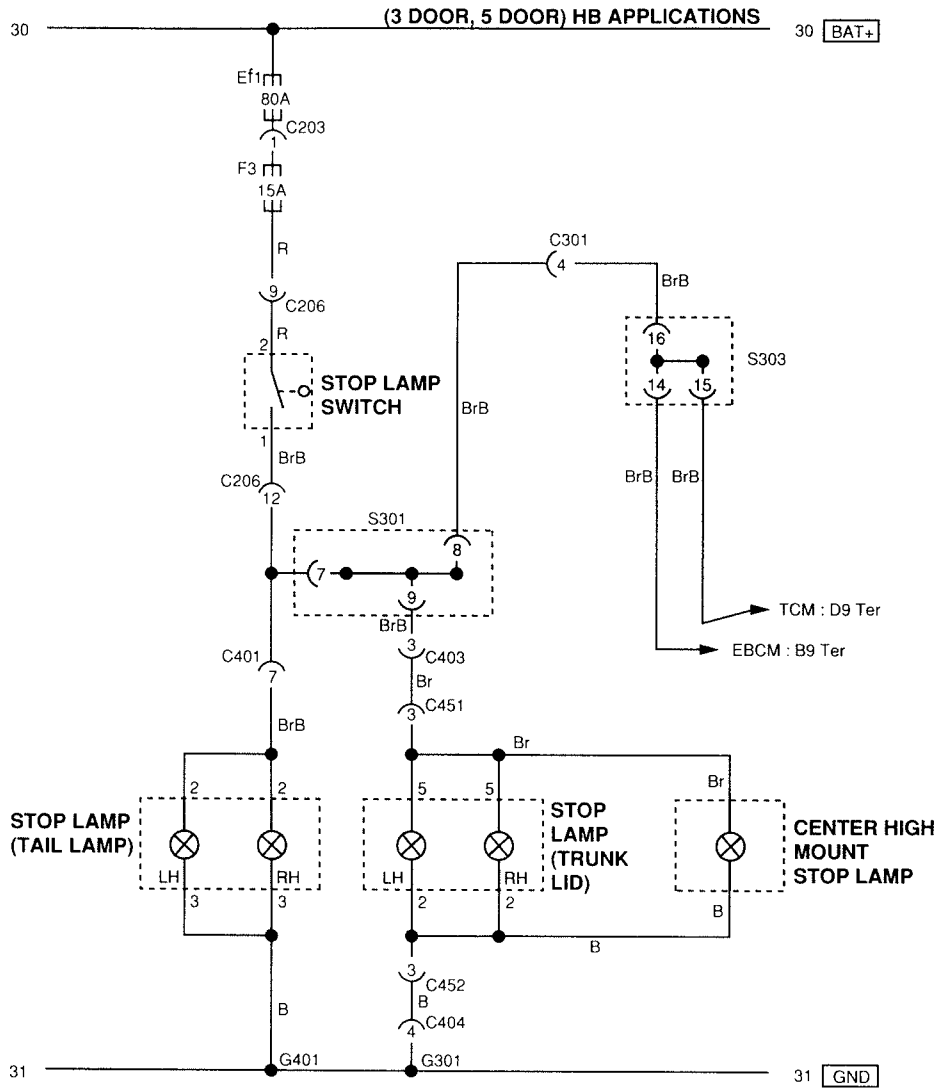 (3 DOOR, 5 DOOR) HB APPLICATIONS
30
30 BAT+
Ef1
80A
C203
1
F3
15A
R
9
C206
R
2
STOP LAMP
SWITCH
1
BrB
C206
12
C301
4
BrB
16
S303
14
15
BrB
BrB
BrB
S301
8
7
9
BrB
TCM : D9 Ter
EBCM : B9 Ter
3
C403
C401
7
Br
3
C451
BrB
Br
2
2
5
5
Br
STOP LAMP
(TAIL LAMP)
LH
RH
3
3
STOP
LAMP
(TRUNK
LID)
LH
RH
2
2
CENTER HIGH
MOUNT
STOP LAMP
B
B
3
C452
B
B
4
C404
G401
G301
31
31 GND